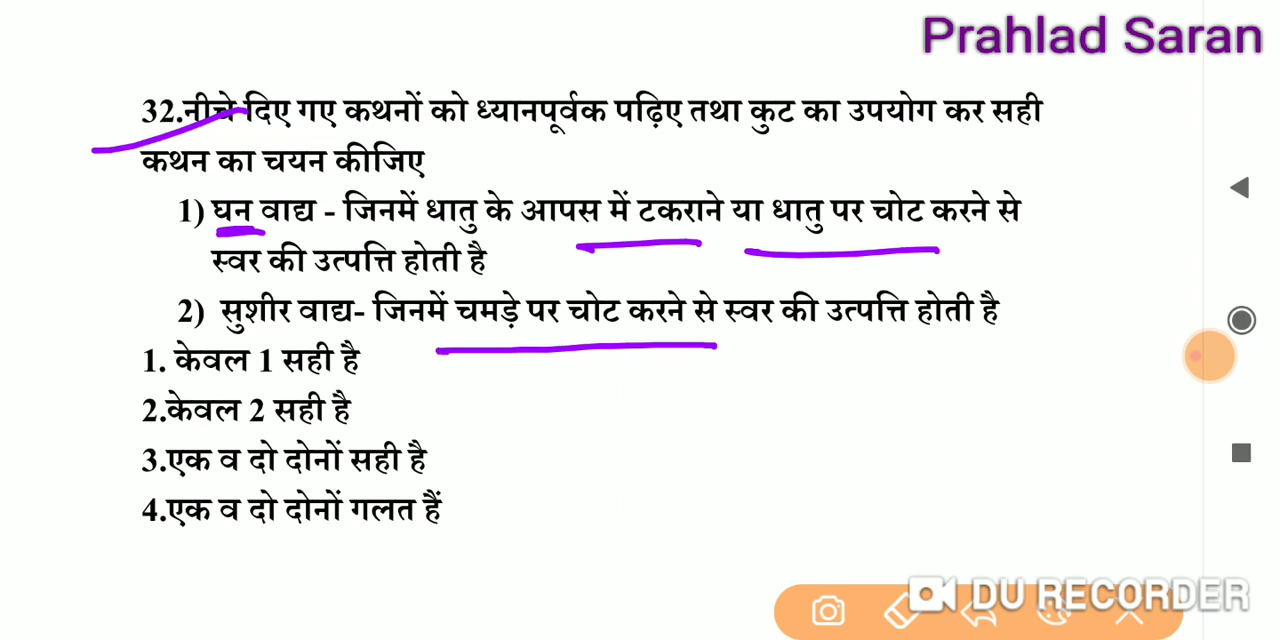 Prahlad Saran
32.नीचे दिए गए कथनों को ध्यानपूर्वक पढ़िए तथा कुट का उपयोग कर सही
कथन का चयन कीजिए
1) घन वाद्य - जिनमें धातु के आपस में टकराने या धातु पर चोट करने से
स्वर की उत्पत्ति होती है
2) सुशीर वाद्य- जिनमें चमड़े पर चोट करने से स्वर की उत्पत्ति होती है
1. केवल 1 सही है
2.केवल 2 सही है
3.एक व दो दोनों सही है
4.एक व दो दोनों गलत हैं
DU RECORDER